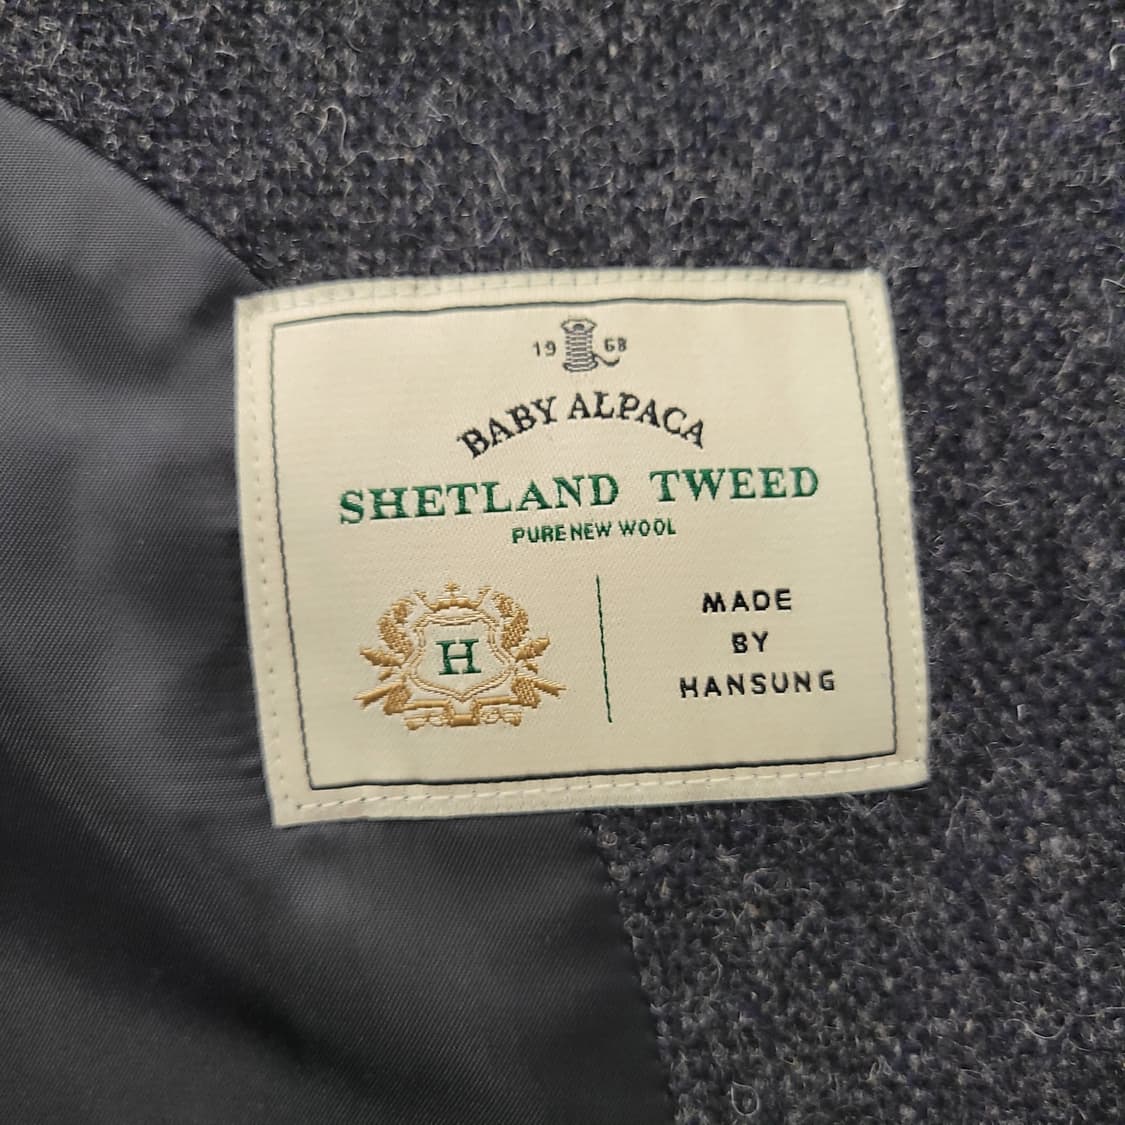 19 68
BABY ALPACA
SHETLAND TWEED
PURE NEW WOOL
H
MADE
BY
HANSUNG